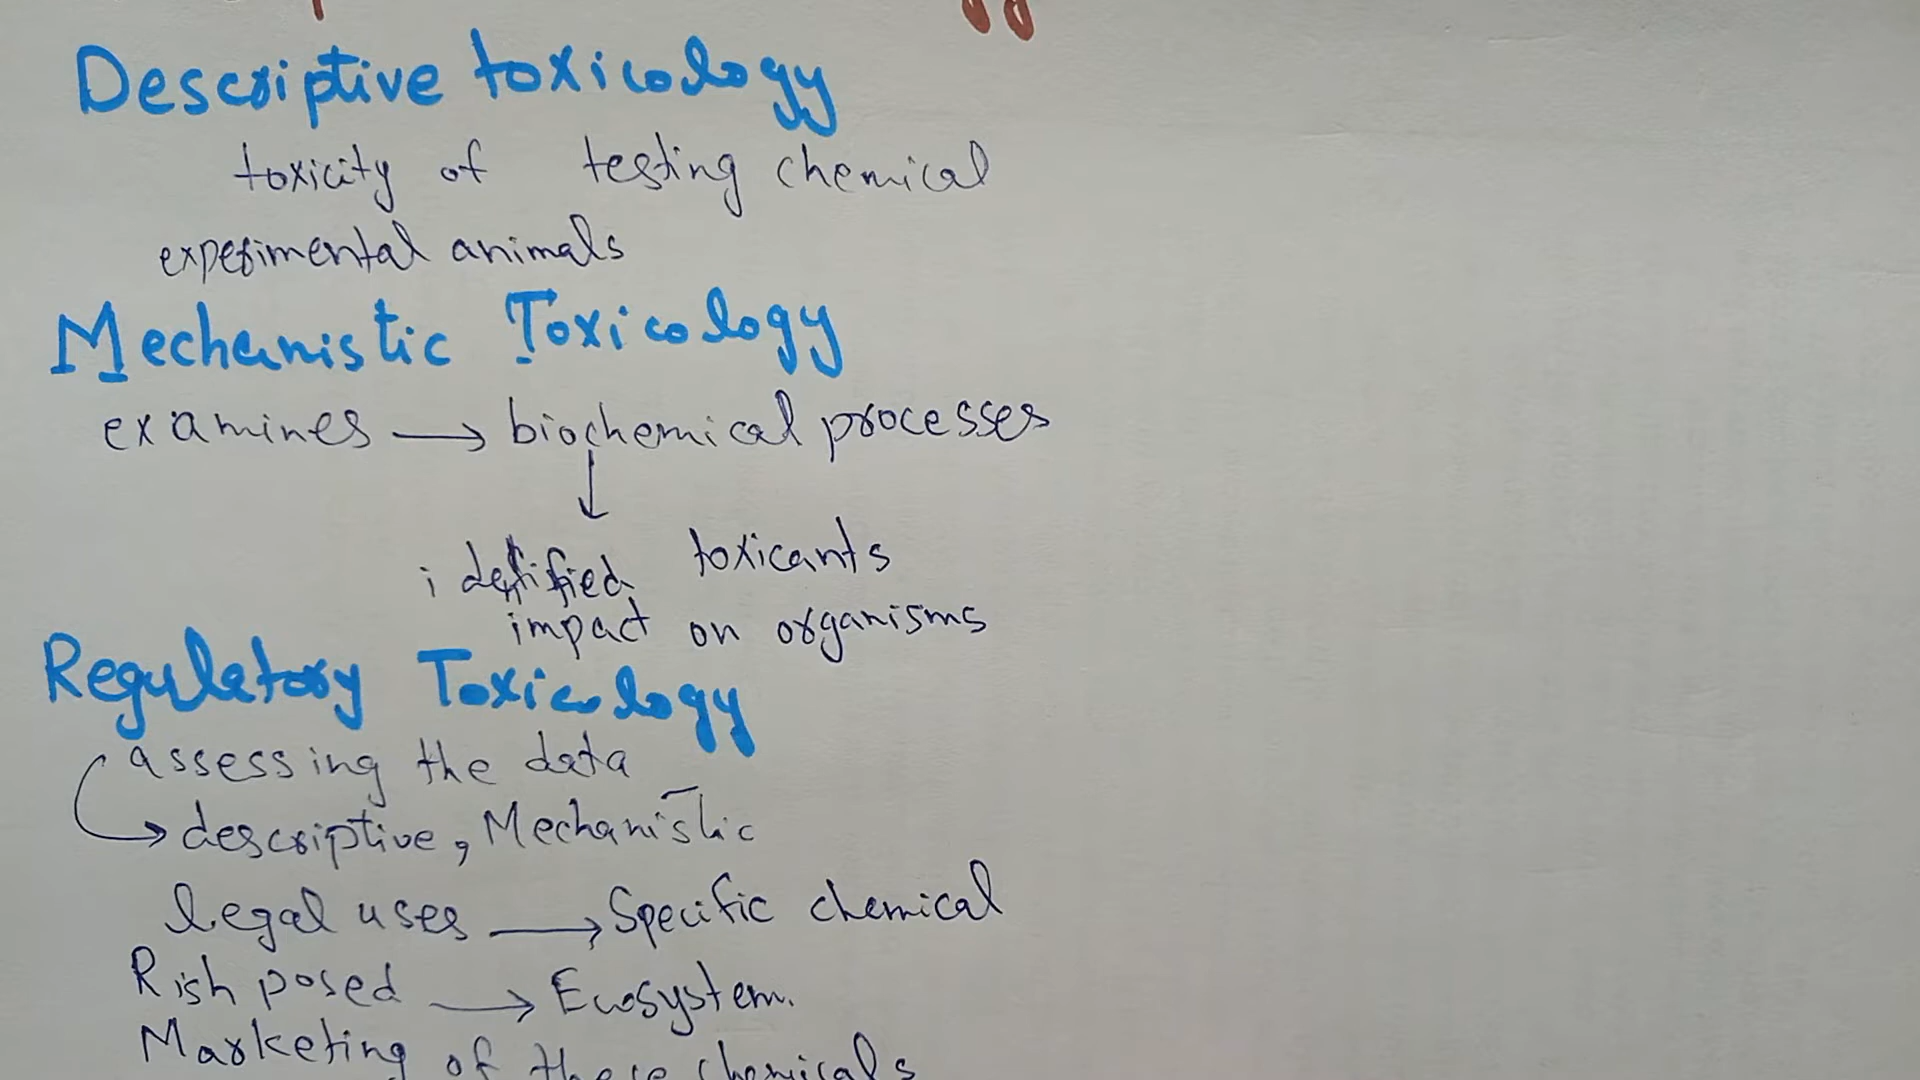 Descriptive toxicology
toxicity of testing chemical
experimental animals
Mechanistic Toxicology
examines → biochemical processes
↓
identified toxicants
impact on organisms
Regulatory Toxicology
assessing the data
→ descriptive, Mechanistic
legal uses → Specific chemical
Risk posed → Ecosystem.
Marketing of these chemicals